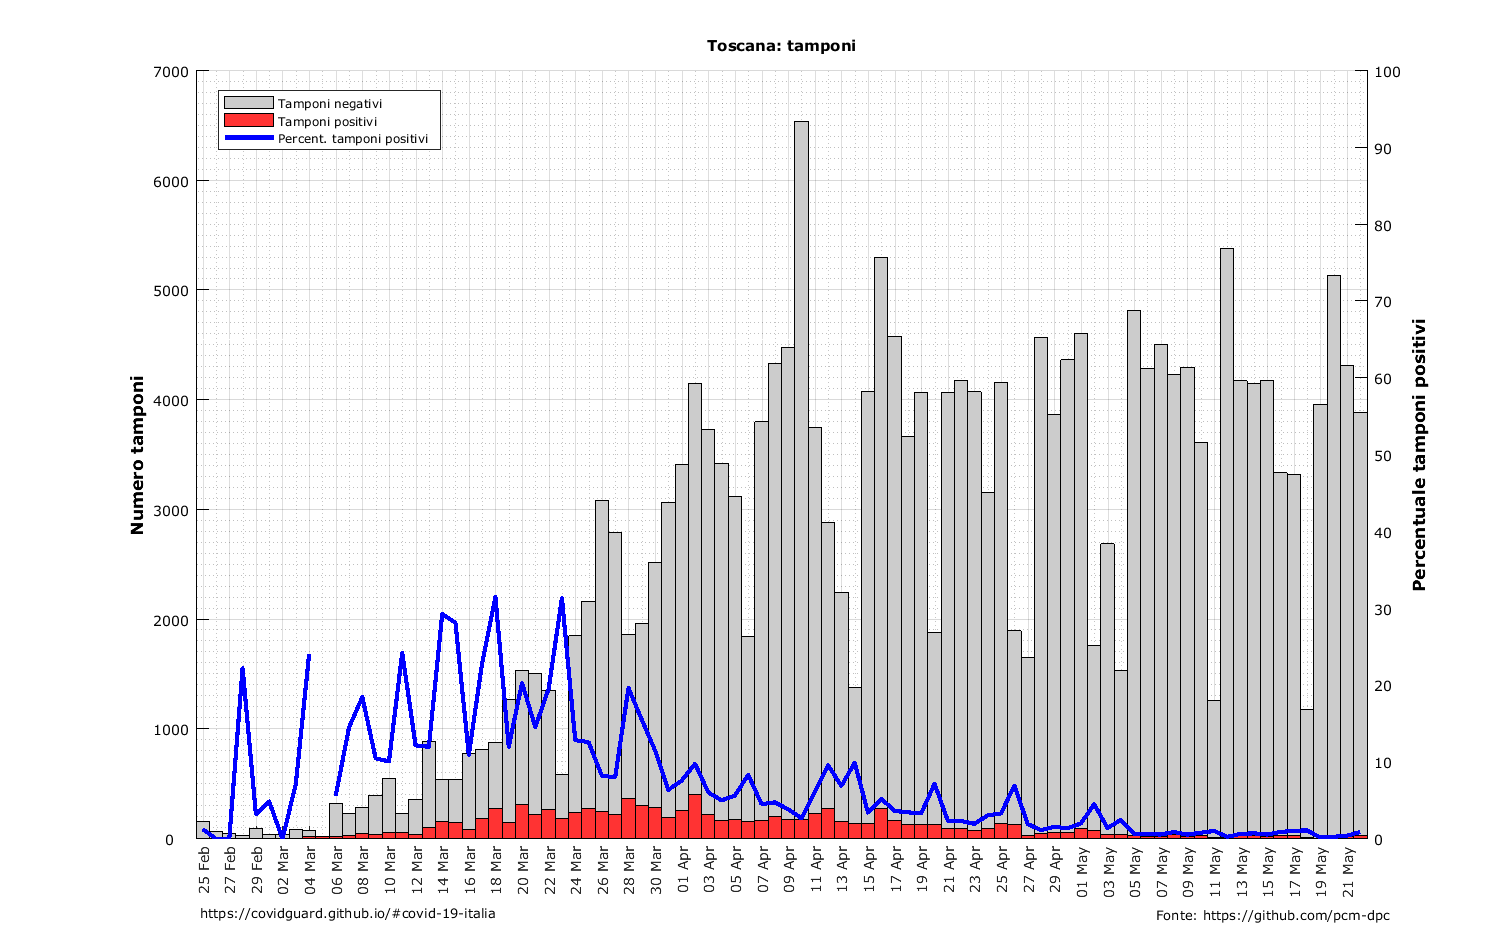 Toscana: tamponi
Tamponi negativi
Tamponi positivi
Percent. tamponi positivi
Numero tamponi
7000
6000
5000
4000
3000
2000
1000
0
Percentuale tamponi positivi
100
90
80
70
60
50
40
30
20
10
0
25 Feb
27 Feb
29 Feb
02 Mar
04 Mar
06 Mar
08 Mar
10 Mar
12 Mar
14 Mar
16 Mar
18 Mar
20 Mar
22 Mar
24 Mar
26 Mar
28 Mar
30 Mar
01 Apr
03 Apr
05 Apr
07 Apr
09 Apr
11 Apr
13 Apr
15 Apr
17 Apr
19 Apr
21 Apr
23 Apr
25 Apr
27 Apr
29 Apr
01 May
03 May
05 May
07 May
09 May
11 May
13 May
15 May
17 May
19 May
21 May
https://covidguard.github.io/#covid-19-italia
Fonte: https://github.com/pcm-dpc